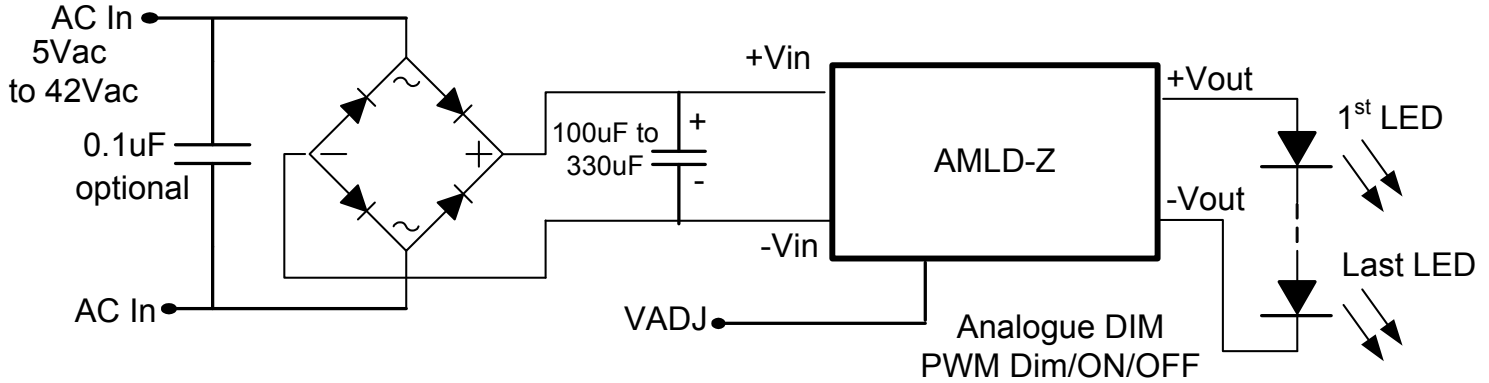 AC In
5Vac
to 42Vac
0.1uF
optional
AC In
~
−
+
~
100uF to
330uF
+
-
+Vin
-Vin
AMLD-Z
VADJ
Analogue DIM
PWM Dim/ON/OFF
+Vout
-Vout
1st LED
Last LED